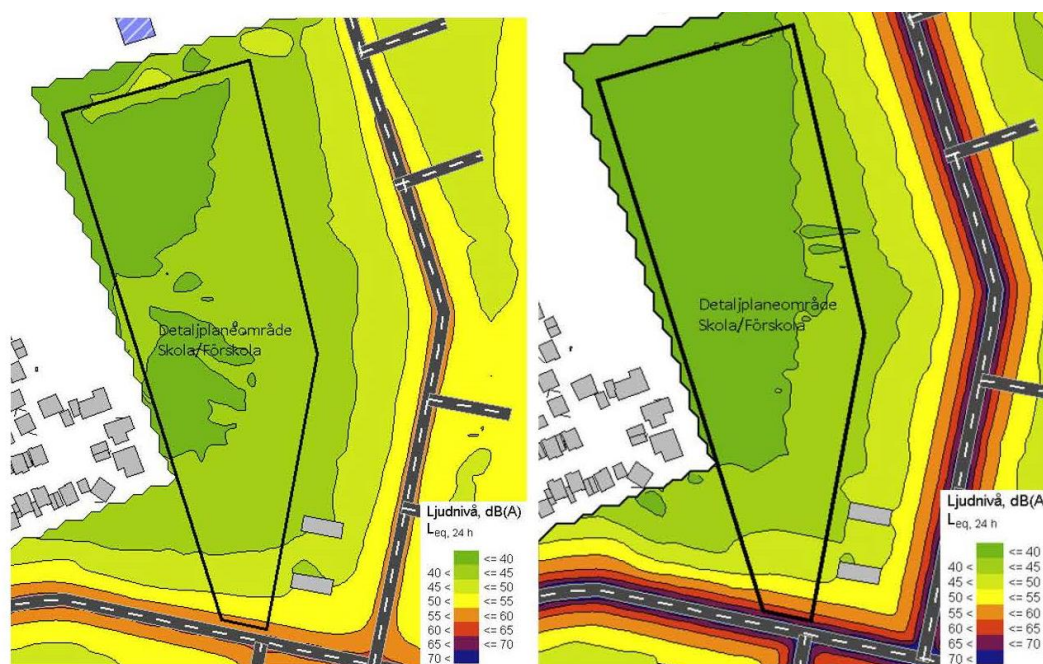 Detaljplaneområde
Skola/Förskola
Ljudnivå, dB(A)
Leq, 24 h
<= 40
40 < <= 45
45 < <= 50
50 < <= 55
55 < <= 60
60 < <= 65
65 < <= 70
70 <
Detaljplaneområde
Skola/Förskola
Ljudnivå, dB(A
Leq, 24 h
<= 40
40 < <= 45
45 < <= 50
50 < <= 55
55 < <= 60
60 < <= 65
65 < <= 70
70 <